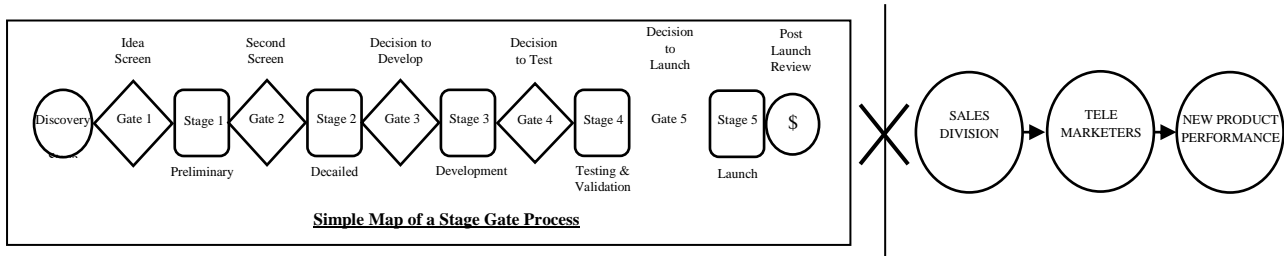 Idea
Screen
Second
Screen
Decision to
Develop
Decision
to Test
Decision
to
Launch
Post
Launch
Review
Discovery
Gate 1
Stage 1
Gate 2
Stage 2
Gate 3
Stage 3
Gate 4
Stage 4
Gate 5
Stage 5
$
Preliminary
Decailed
Development
Testing &
Validation
Launch
Simple Map of a Stage Gate Process
SALES
DIVISION
TELE
MARKETERS
NEW PRODUCT
PERFORMANCE